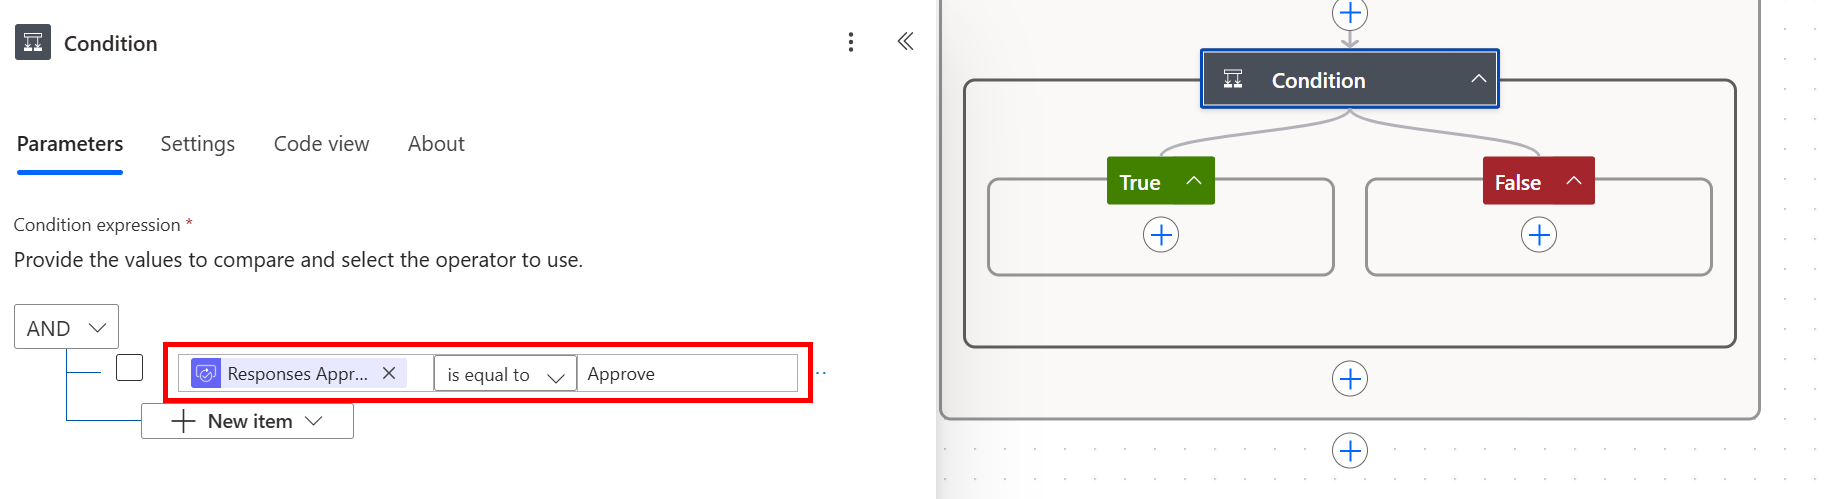 Condition
Parameters Settings Code view About
Condition expression *
Provide the values to compare and select the operator to use.
AND
Responses Appr... is equal to Approve
New item
Condition
True False